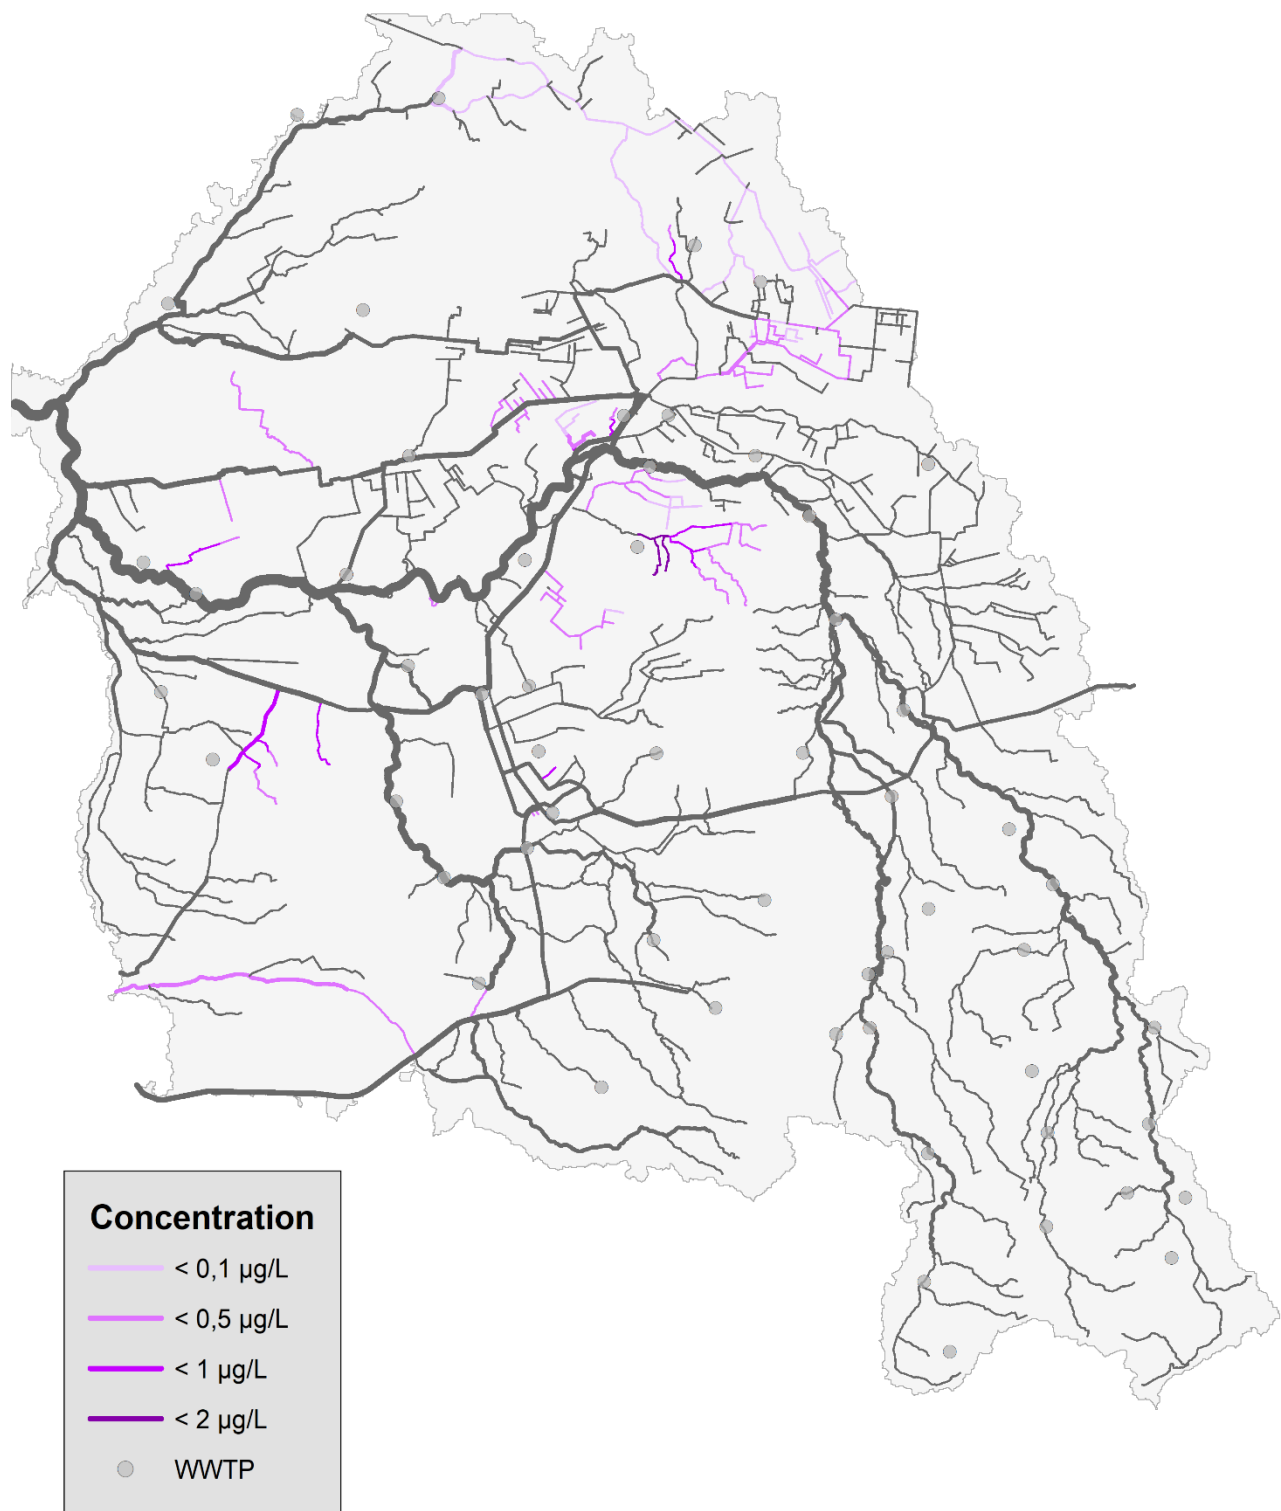 Concentration
< 0,1 µg/L
< 0,5 µg/L
< 1 µg/L
< 2 µg/L
WWTP